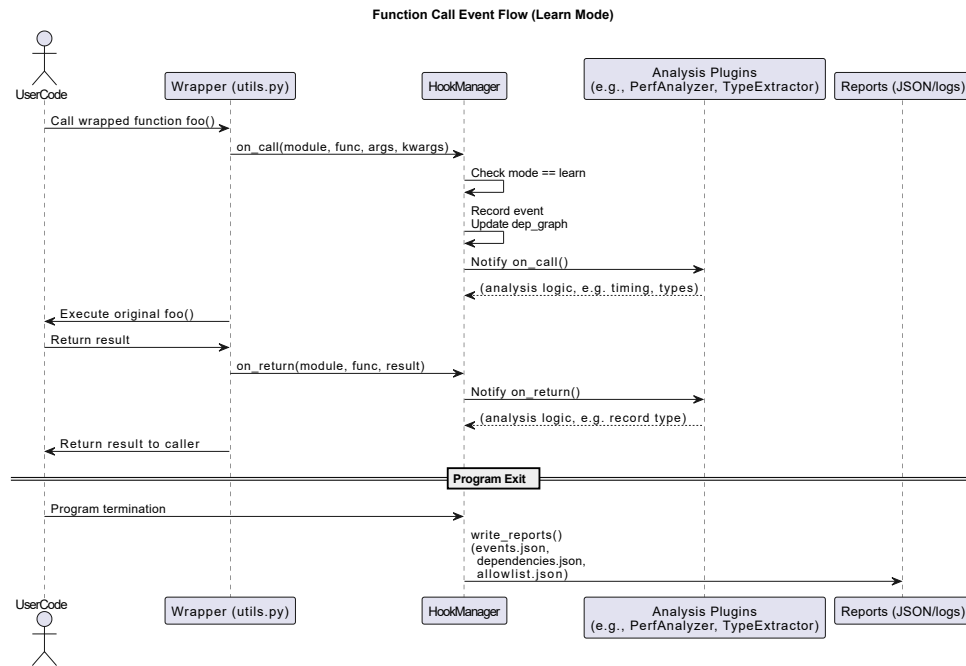 Function Call Event Flow (Learn Mode)
UserCode
Wrapper (utils.py)
HookManager
Analysis Plugins
(e.g., PerfAnalyzer, TypeExtractor)
Reports (JSON/logs)
Call wrapped function foo()
on_call(module, func, args, kwargs)
Check mode == learn
Record event
Update dep_graph
Notify on_call()
(analysis logic, e.g. timing, types)
Execute original foo()
Return result
on_return(module, func, result)
Notify on_return()
(analysis logic, e.g. record type)
Return result to caller
Program Exit
Program termination
write_reports()
(events.json,
dependencies.json,
allowlist.json)
UserCode
Wrapper (utils.py)
HookManager
Analysis Plugins
(e.g., PerfAnalyzer, TypeExtractor)
Reports (JSON/logs)